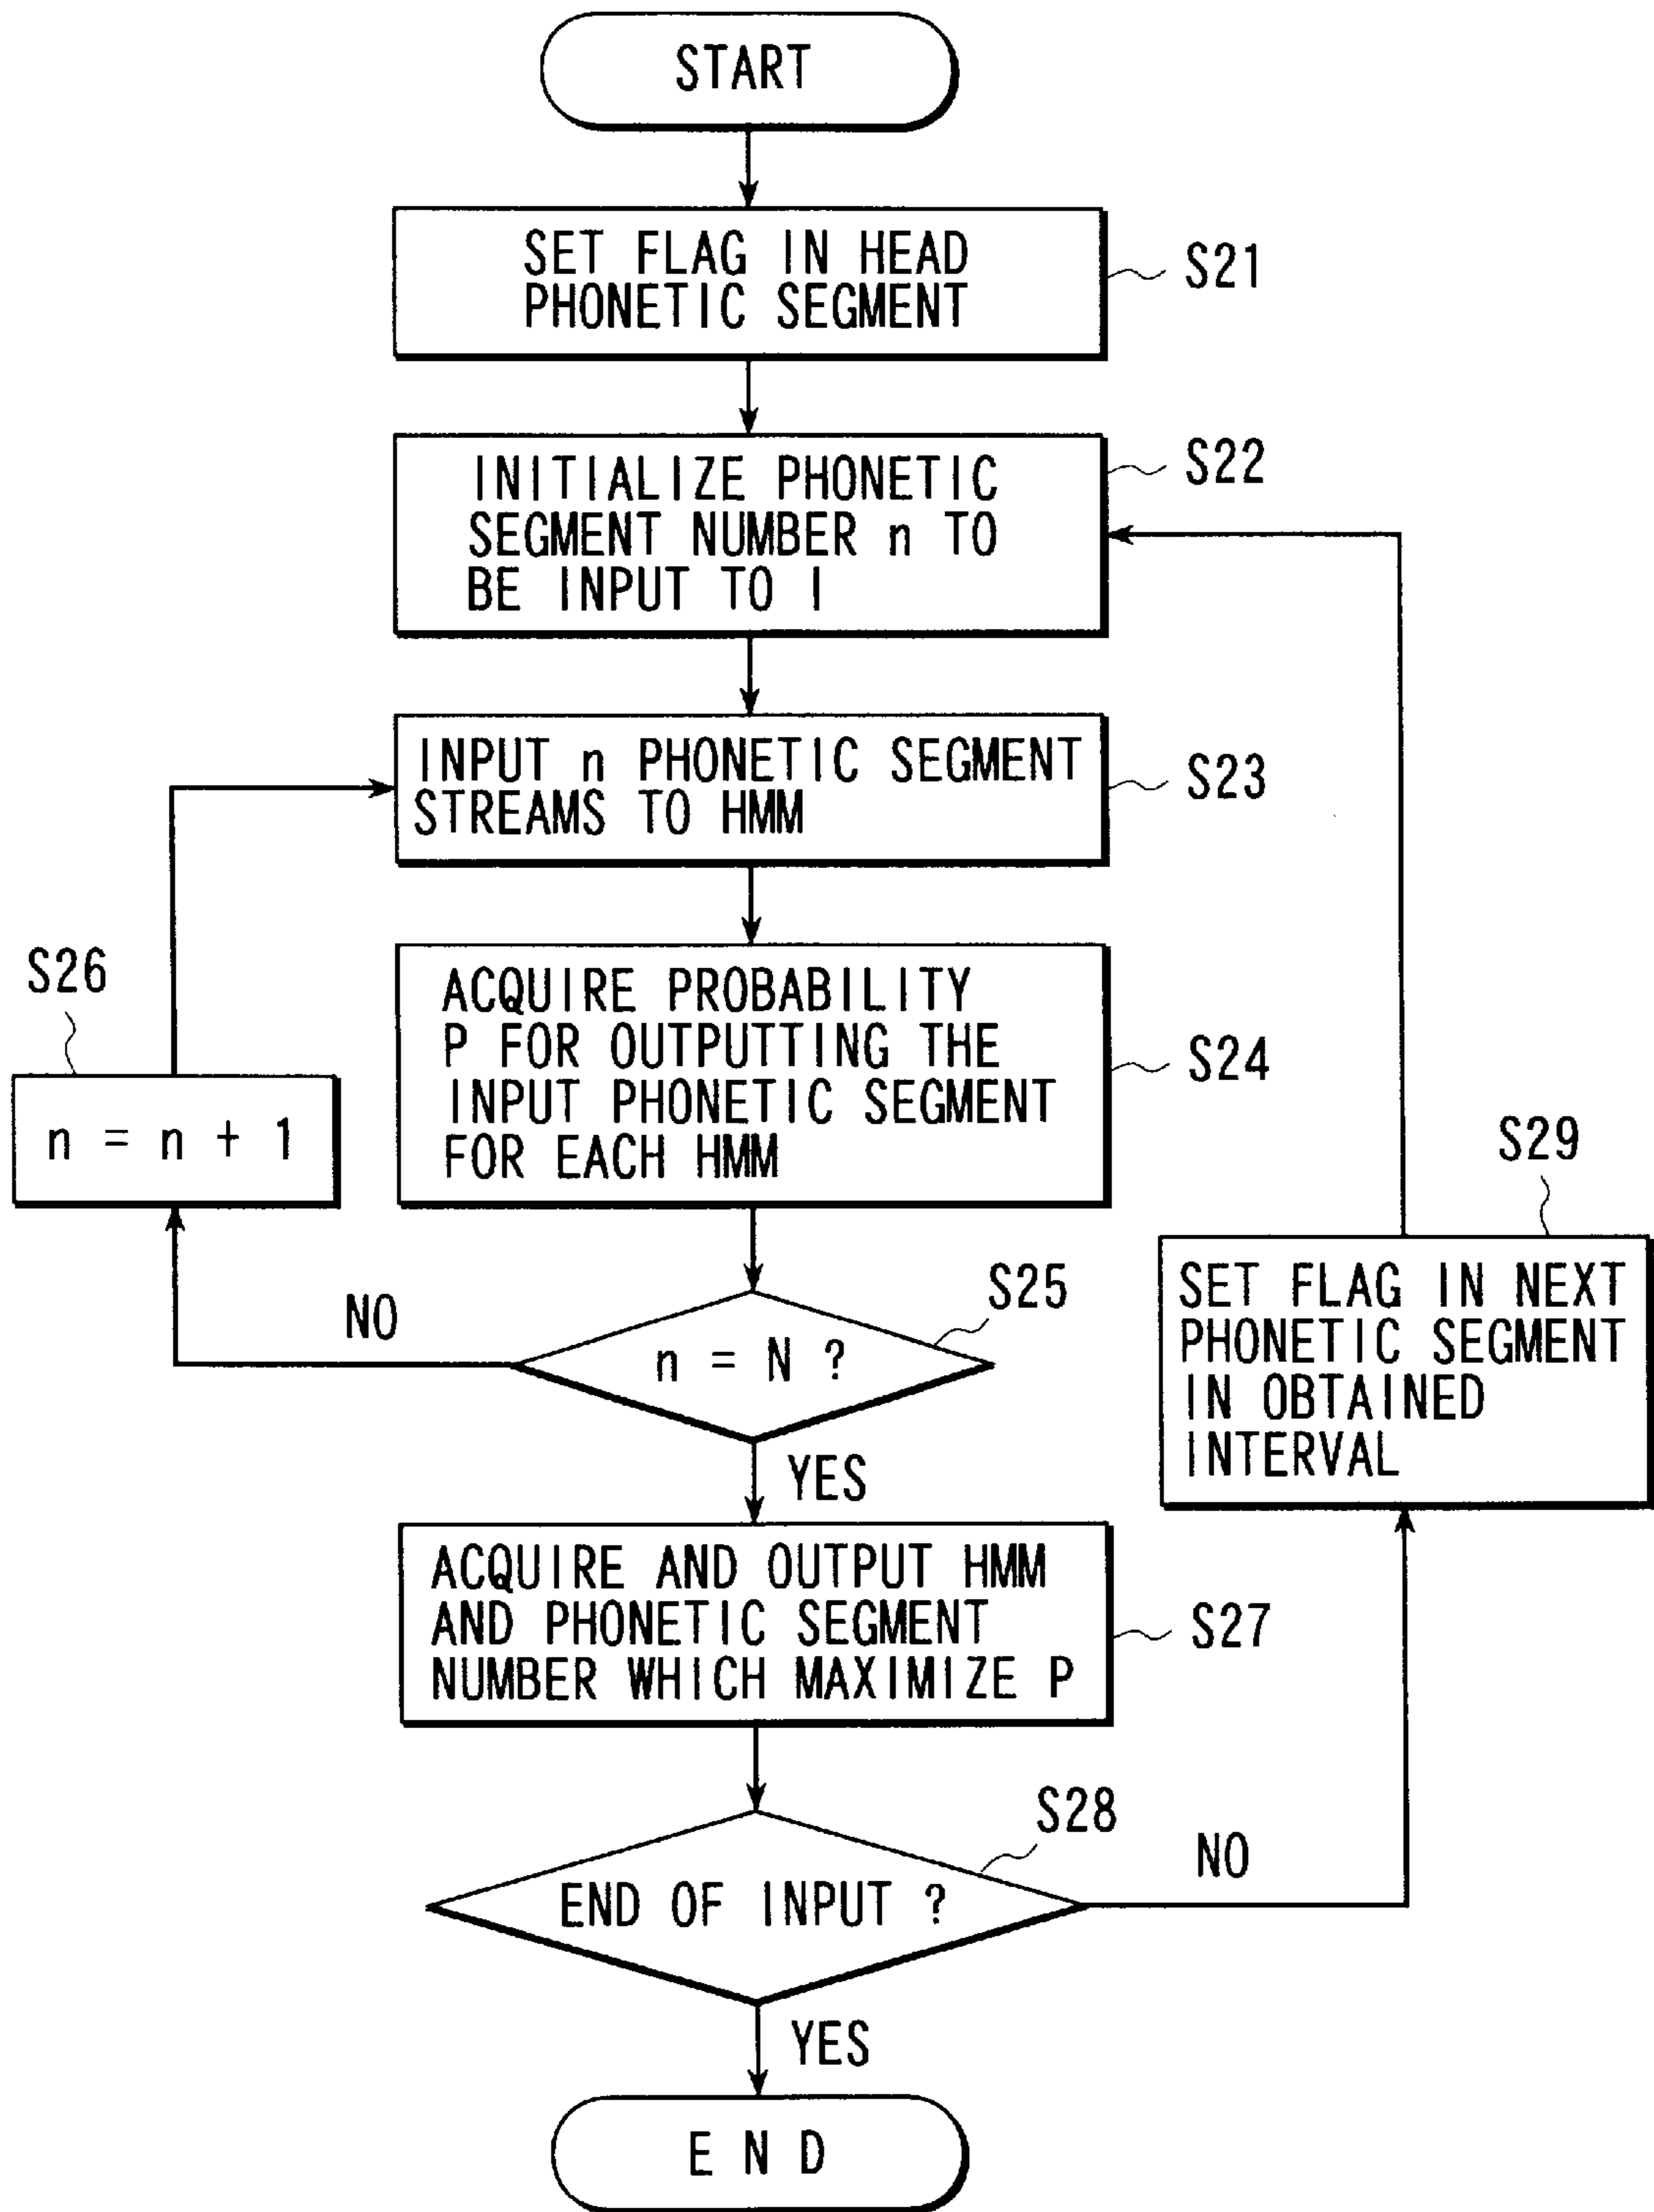 START
SET FLAG IN HEAD
PHONETIC SEGMENT
S21
INITIALIZE PHONETIC
SEGMENT NUMBER n TO
BE INPUT TO 1
S22
INPUT n PHONETIC SEGMENT
STREAMS TO HMM
S23
S26
n = n + 1
ACQUIRE PROBABILITY
P FOR OUTPUTTING THE
INPUT PHONETIC SEGMENT
FOR EACH HMM
S24
S29
SET FLAG IN NEXT
PHONETIC SEGMENT
IN OBTAINED
INTERVAL
NO
S25
n = N ?
YES
ACQUIRE AND OUTPUT HMM
AND PHONETIC SEGMENT
NUMBER WHICH MAXIMIZE P
S27
S28
NO
END OF INPUT ?
YES
E N D